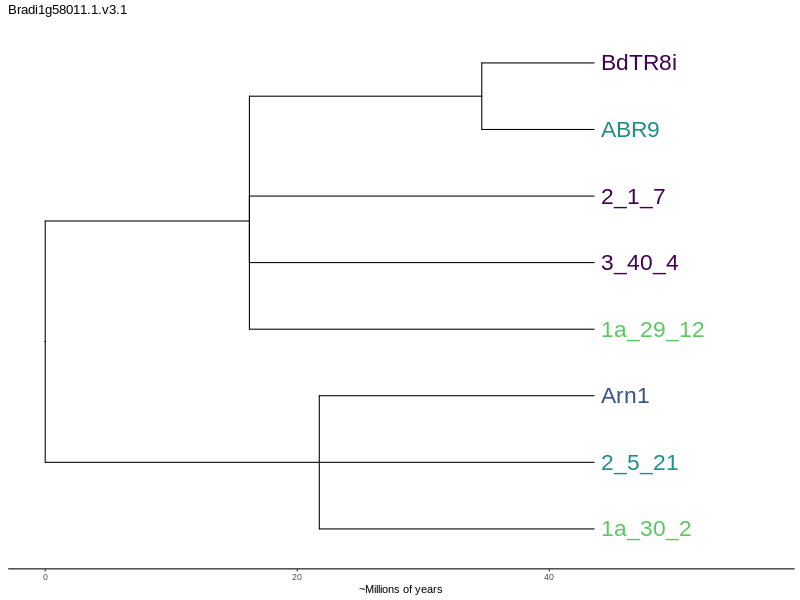 Bradi1g58011.1.v3.1
BdTR8i
ABR9
2_1_7
3_40_4
1a_29_12
Arn1
2_5_21
1a_30_2
0 20 40
~Millions of years